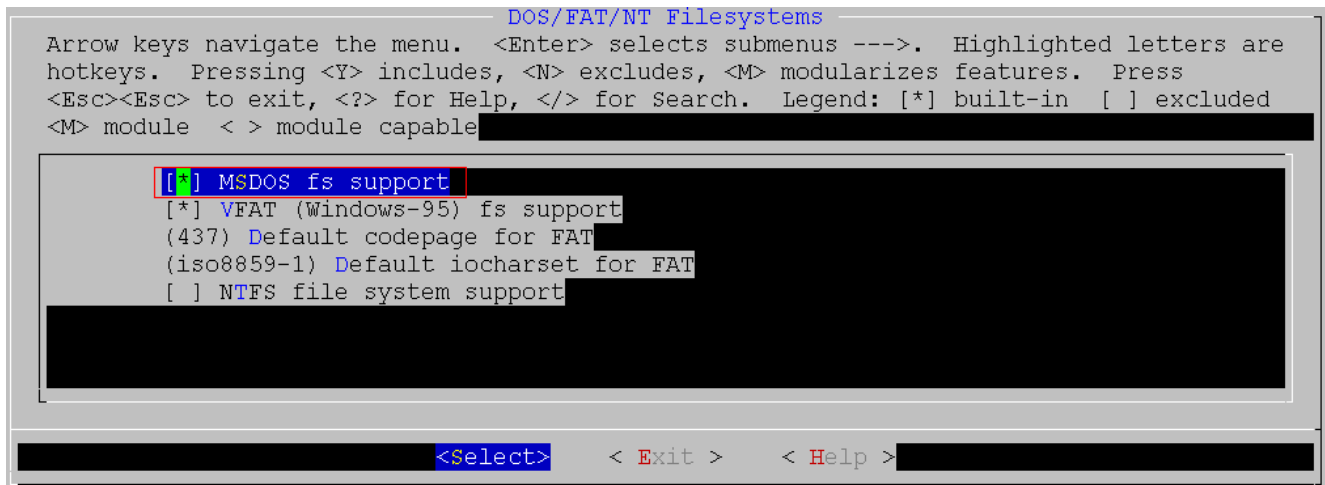 DOS/FAT/NT Filesystems
Arrow keys navigate the menu.  <Enter> selects submenus --->.  Highlighted letters are
hotkeys.  Pressing <Y> includes, <N> excludes, <M> modularizes features.  Press
<Esc><Esc> to exit, <?> for Help, </> for Search.  Legend: [*] built-in  [ ] excluded
<M> module  < > module capable
[*] MSDOS fs support
[*] VFAT (Windows-95) fs support
(437) Default codepage for FAT
(iso8859-1) Default iocharset for FAT
[ ] NTFS file system support
<Select>    < Exit >    < Help >